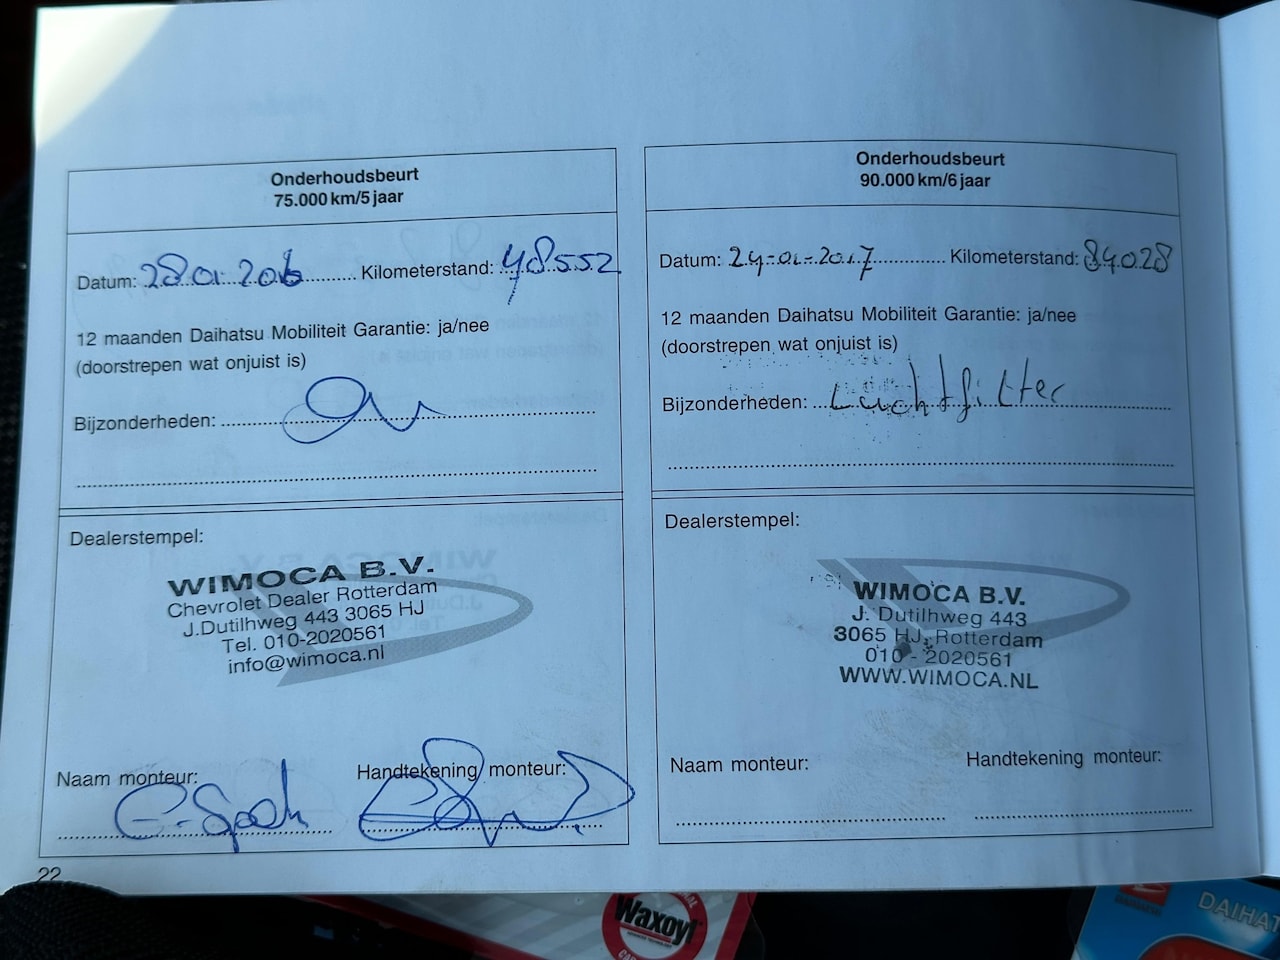 Onderhoudsbeurt
75.000 km/5 jaar
Datum: 28.01.2016 Kilometerstand: 48552
12 maanden Daihatsu Mobiliteit Garantie: ja/nee
(doorstrepen wat onjuist is)
Bijzonderheden:
Dealerstempel:
WIMOCA B.V.
Chevrolet Dealer Rotterdam
J.Dutilhweg 443 3065 HJ
Tel. 010-2020561
info@wimoca.nl
Naam monteur: Handtekening monteur:
22
Onderhoudsbeurt
90.000 km/6 jaar
Datum: 24-01-2017 Kilometerstand: 84028
12 maanden Daihatsu Mobiliteit Garantie: ja/nee
(doorstrepen wat onjuist is)
Bijzonderheden: Luchtfilter
Dealerstempel:
WIMOCA B.V.
J. Dutilhweg 443
3065 HJ, Rotterdam
010 - 2020561
WWW.WIMOCA.NL
Naam monteur: Handtekening monteur:
Waxoyl
DAIHAT